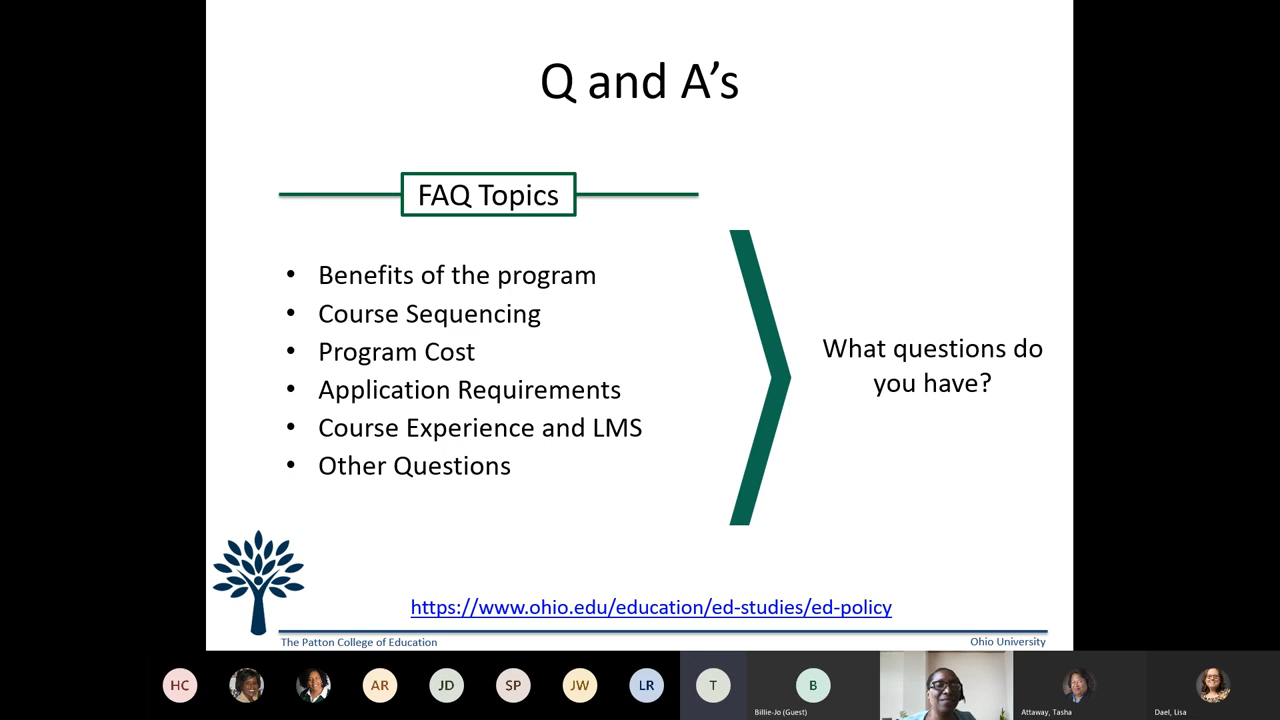 Q and A's
FAQ Topics
• Benefits of the program
• Course Sequencing
• Program Cost
• Application Requirements
• Course Experience and LMS
• Other Questions
What questions do
you have?
https://www.ohio.edu/education/ed-studies/ed-policy
The Patton College of Education
Ohio University
HC
AR
JD
SP
JW
LR
T
B
Billie-Jo (Guest)
Attaway, Tasha
Dael, Lisa